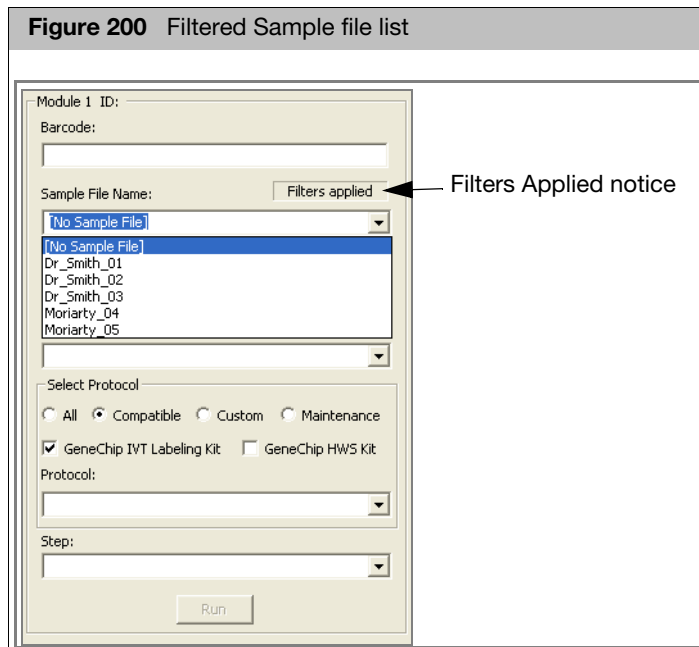 Figure 200 Filtered Sample file list
Module 1 ID:
Barcode:
Sample File Name:
Filters applied
Filters Applied notice
[No Sample File]
[No Sample File]
Dr_Smith_01
Dr_Smith_02
Dr_Smith_03
Moriarty_04
Moriarty_05
Select Protocol
All Compatible Custom Maintenance
GeneChip IVT Labeling Kit GeneChip HWS Kit
Protocol:
Step:
Run